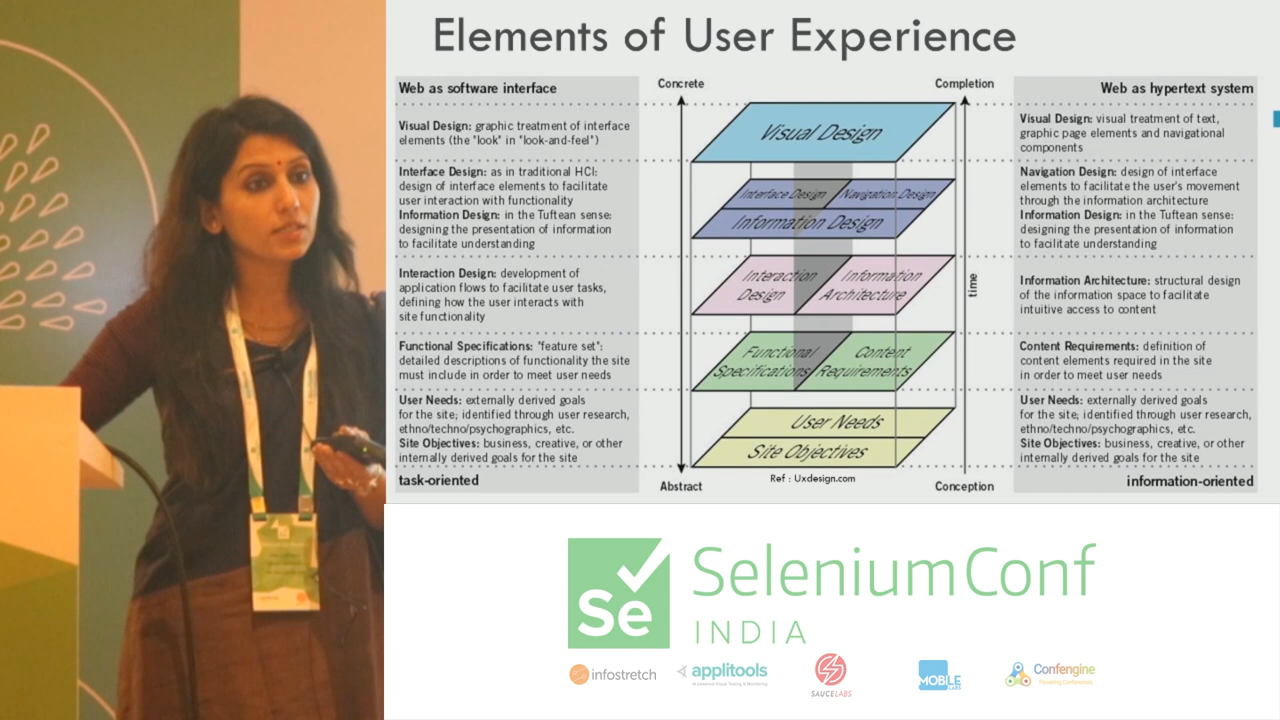 Elements of User Experience
Web as software interface
Visual Design: graphic treatment of interface
elements (the "look" in "look-and-feel")
Interface Design: as in traditional HCI:
design of interface elements to facilitate
user interaction with functionality
Information Design: in the Tuftean sense:
designing the presentation of information
to facilitate understanding
Interaction Design: development of
application flows to facilitate user tasks,
defining how the user interacts with
site functionality
Functional Specifications: "feature set":
detailed descriptions of functionality the site
must include in order to meet user needs
User Needs: externally derived goals
for the site; identified through user research,
ethno/techno/psychographics, etc.
Site Objectives: business, creative, or other
internally derived goals for the site
task-oriented
Concrete
Completion
Visual Design
Interface Design
Navigation Design
Information Design
Interaction
Design
Information
Architecture
time
Functional
Specifications
Content
Requirements
User Needs
Site Objectives
Ref : Uxdesign.com
Abstract
Conception
Web as hypertext system
Visual Design: visual treatment of text,
graphic page elements and navigational
components
Navigation Design: design of interface
elements to facilitate the user's movement
through the information architecture
Information Design: in the Tuftean sense:
designing the presentation of information
to facilitate understanding
Information Architecture: structural design
of the information space to facilitate
intuitive access to content
Content Requirements: definition of
content elements required in the site
in order to meet user needs
User Needs: externally derived goals
for the site; identified through user research,
ethno/techno/psychographics, etc.
Site Objectives: business, creative, or other
internally derived goals for the site
information-oriented
Se
SeleniumConf
INDIA
infostretch
applitools
SAUCELABS
MOBILE
LABS
Confengine